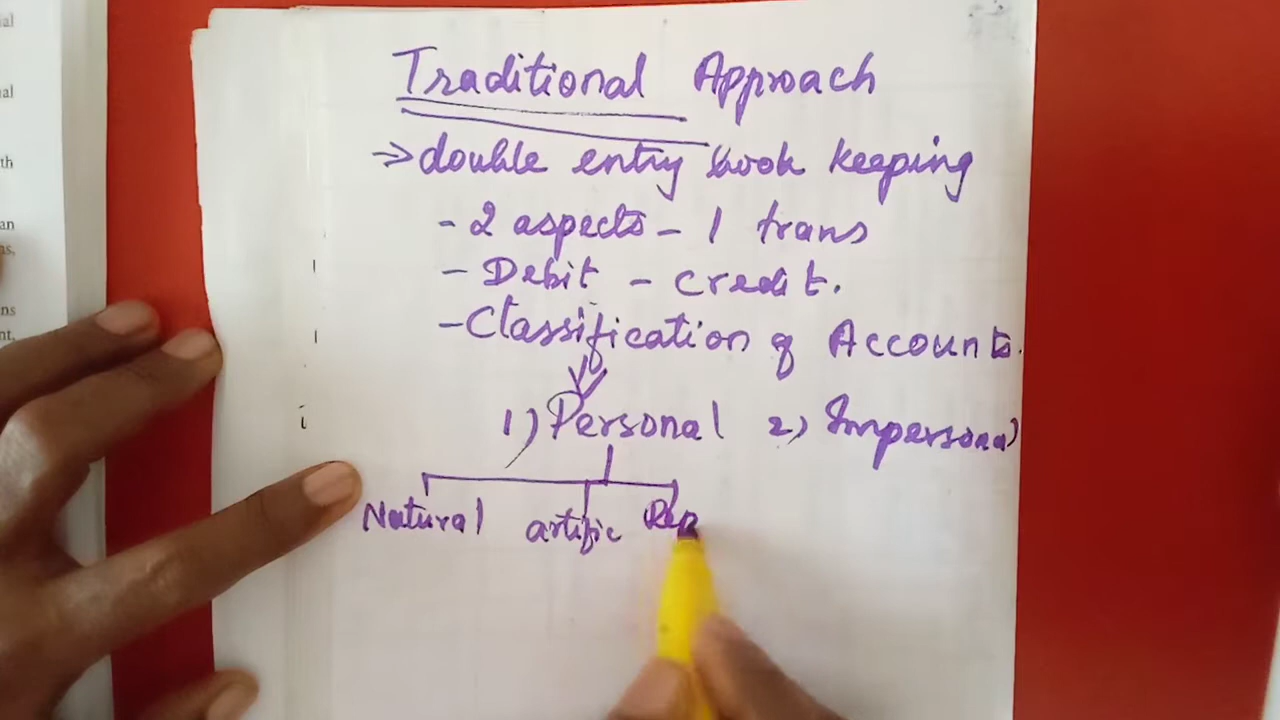 Traditional Approach
⇒ double entry book keeping
- 2 aspects - 1 trans
- Debit - Credit.
- Classification of Accounts.
1) Personal 2) Impersonal
Natural artific Rep